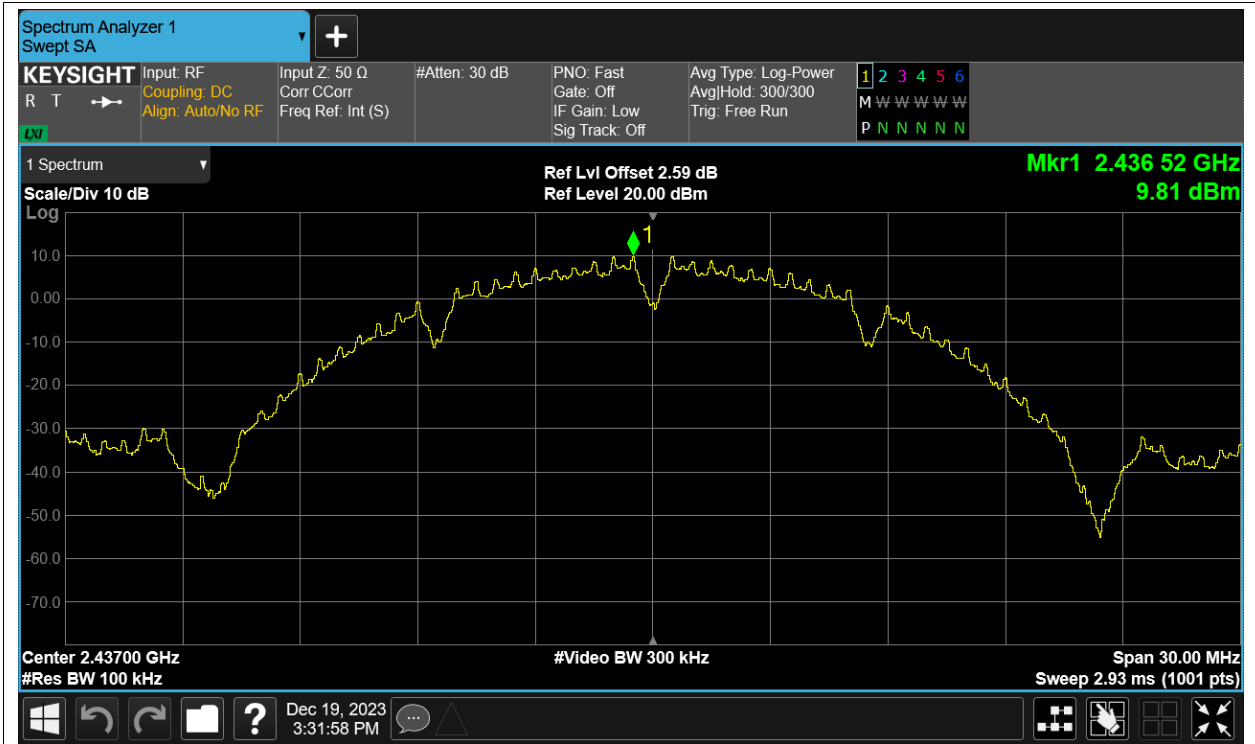 Spectrum Analyzer 1
Swept SA
+
KEYSIGHT
R T
LXI
Input: RF
Coupling: DC
Align: Auto/No RF
Input Z: 50 Ω
Corr CCorr
Freq Ref: Int (S)
#Atten: 30 dB
PNO: Fast
Gate: Off
IF Gain: Low
Sig Track: Off
Avg Type: Log-Power
Avg|Hold: 300/300
Trig: Free Run
1 2 3 4 5 6
M W W W W W
P N N N N N
1 Spectrum
Scale/Div 10 dB
Log
Ref Lvl Offset 2.59 dB
Ref Level 20.00 dBm
Mkr1 2.436 52 GHz
9.81 dBm
1
10.0
0.00
-10.0
-20.0
-30.0
-40.0
-50.0
-60.0
-70.0
Center 2.43700 GHz
#Res BW 100 kHz
#Video BW 300 kHz
Span 30.00 MHz
Sweep 2.93 ms (1001 pts)
?
Dec 19, 2023
3:31:58 PM